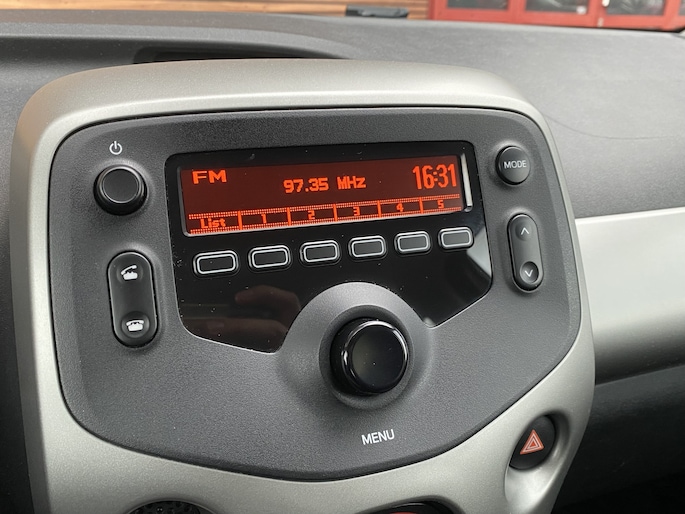 FM
97.35 MHz
16:31
List 1 2 3 4 5
MODE
MENU